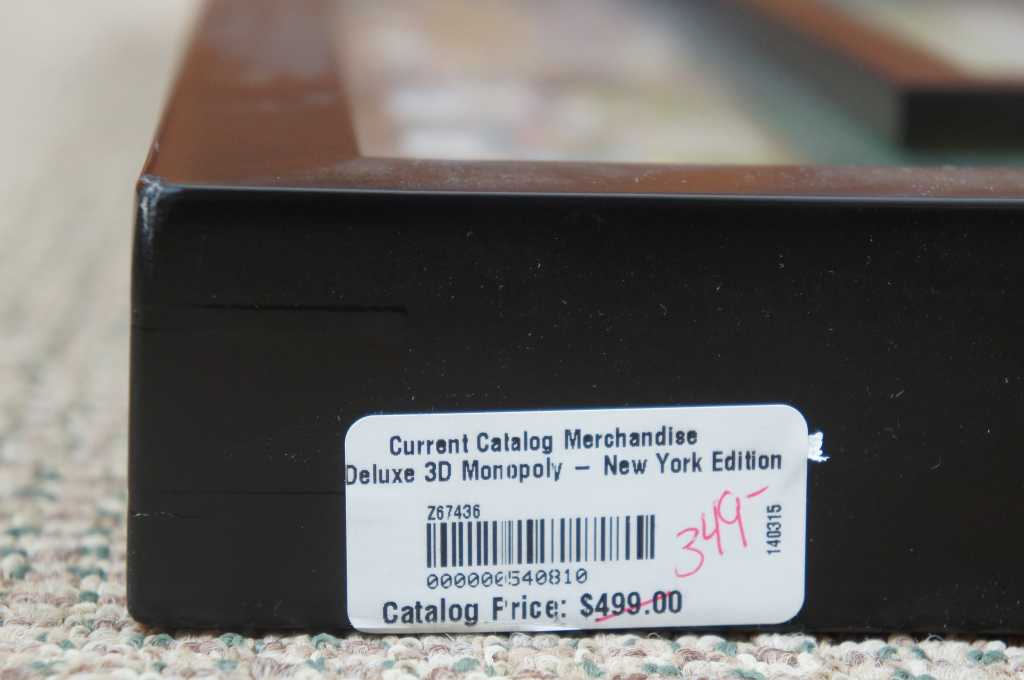 Current Catalog Merchandise
Deluxe 3D Monopoly – New York Edition
Z67436
349-
140315
000000540810
Catalog Price: $499.00